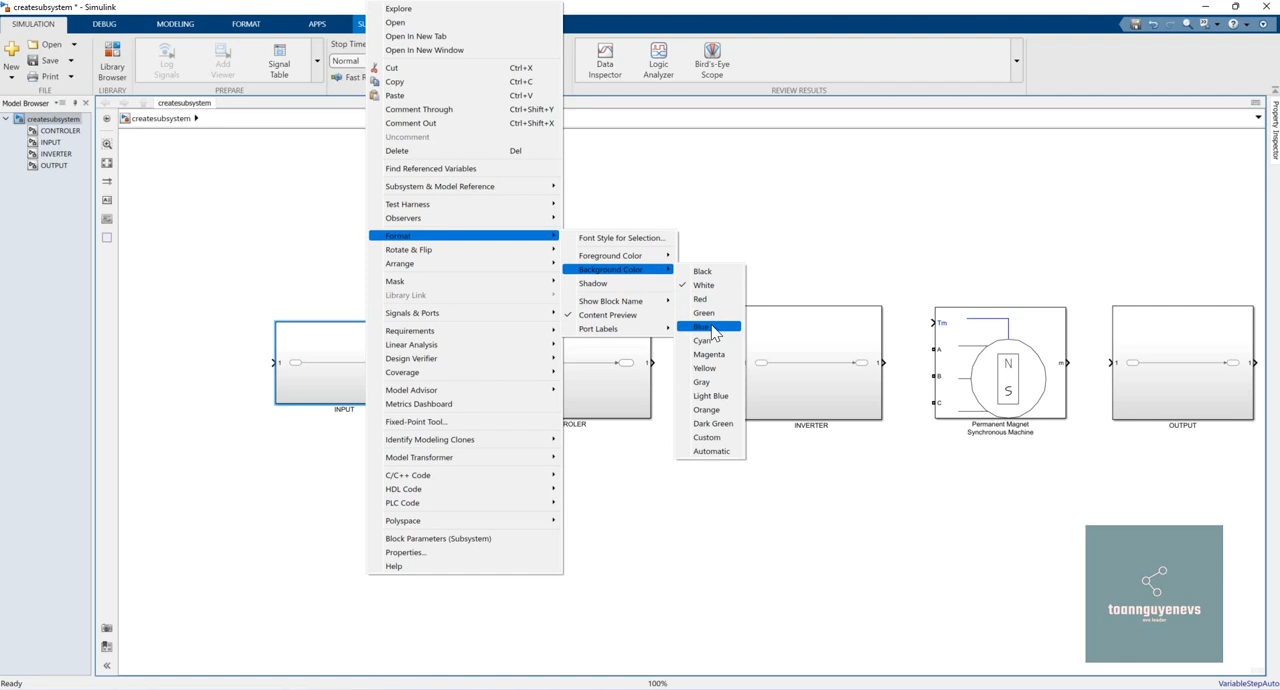 createsubsystem * - Simulink
SIMULATION
DEBUG
MODELING
FORMAT
APPS
New
Open
Save
Print
FILE
Library
Browser
LIBRARY
Log
Signals
Add
Viewer
Signal
Table
PREPARE
Stop Time
Normal
Data
Inspector
Logic
Analyzer
Bird's-Eye
Scope
REVIEW RESULTS
Model Browser
createsubsystem
CONTROLER
INPUT
INVERTER
OUTPUT
createsubsystem
createsubsystem
Property Inspector
Explore
Open
Open In New Tab
Open In New Window
Cut Ctrl+X
Copy Ctrl+C
Paste Ctrl+V
Comment Through Ctrl+Shift+Y
Comment Out Ctrl+Shift+X
Uncomment
Delete Del
Find Referenced Variables
Subsystem & Model Reference
Test Harness
Observers
Format
Rotate & Flip
Arrange
Mask
Library Link
Signals & Ports
Requirements
Linear Analysis
Design Verifier
Coverage
Model Advisor
Metrics Dashboard
Fixed-Point Tool...
Identify Modeling Clones
Model Transformer
C/C++ Code
HDL Code
PLC Code
Polyspace
Block Parameters (Subsystem)
Properties...
Help
Font Style for Selection...
Foreground Color
Background Color
Shadow
Show Block Name
Content Preview
Port Labels
Black
White
Red
Green
Blue
Cyan
Magenta
Yellow
Gray
Light Blue
Orange
Dark Green
Custom
Automatic
1
INPUT
1
ROLER
1
INVERTER
Tm
A
B
C
N
S
m
Permanent Magnet
Synchronous Machine
1
1
OUTPUT
toannguyenevs
Ready
100%
VariableStepAuto